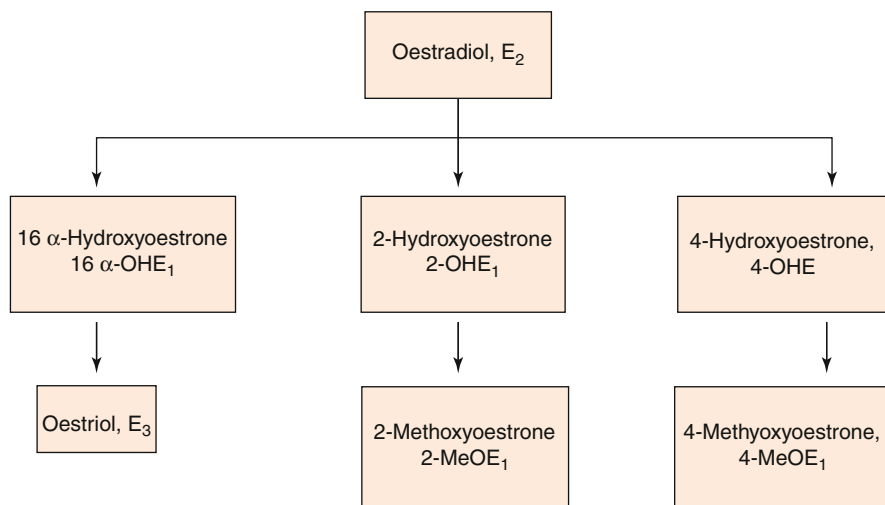 Oestradiol, E₂
16 α-Hydroxyoestrone
16 α-OHE₁
2-Hydroxyoestrone
2-OHE₁
4-Hydroxyoestrone,
4-OHE
Oestriol, E₃
2-Methoxyoestrone
2-MeOE₁
4-Methyoxyoestrone,
4-MeOE₁